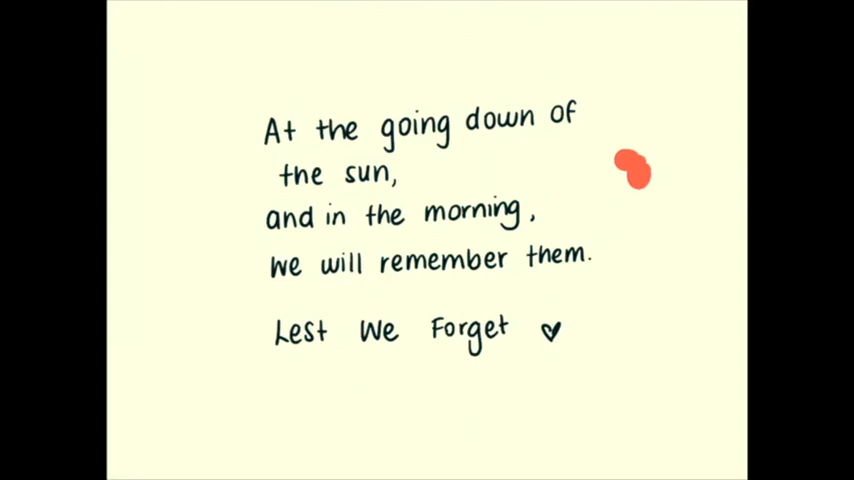 At the going down of
the sun,
and in the morning,
we will remember them.
Lest We Forget ♥